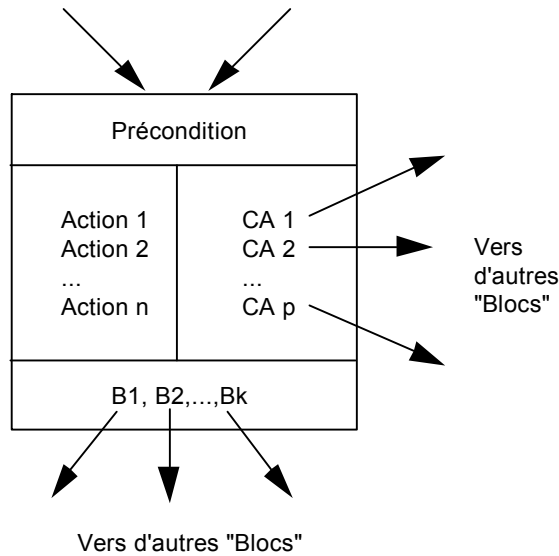 Précondition
Action 1
Action 2
...
Action n
CA 1
CA 2
...
CA p
Vers
d'autres
"Blocs"
B1, B2,...,Bk
Vers d'autres "Blocs"